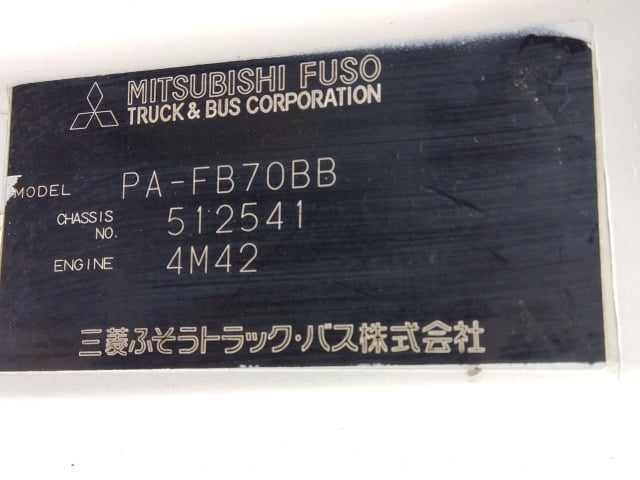 MITSUBISHI FUSO
TRUCK & BUS CORPORATION
MODEL PA-FB70BB
CHASSIS NO. 512541
ENGINE 4M42
三菱ふそうトラック・バス株式会社